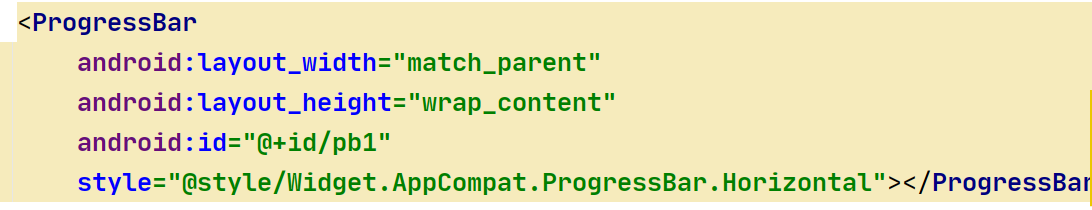 <ProgressBar
android:layout_width="match_parent"
android:layout_height="wrap_content"
android:id="@+id/pb1"
style="@style/Widget.AppCompat.ProgressBar.Horizontal"></ProgressBar